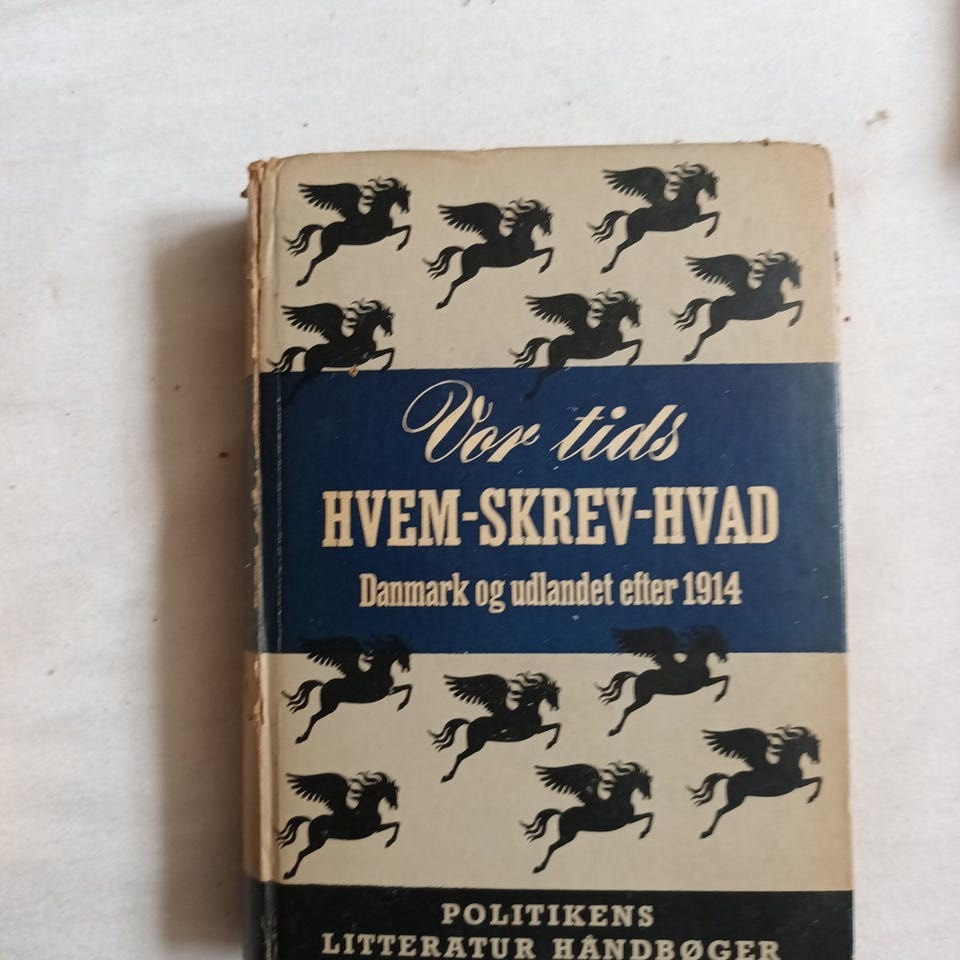 Vor tids
HVEM-SKREV-HVAD
Danmark og udlandet efter 1914
POLITIKENS
LITTERATUR HÅNDBØGER